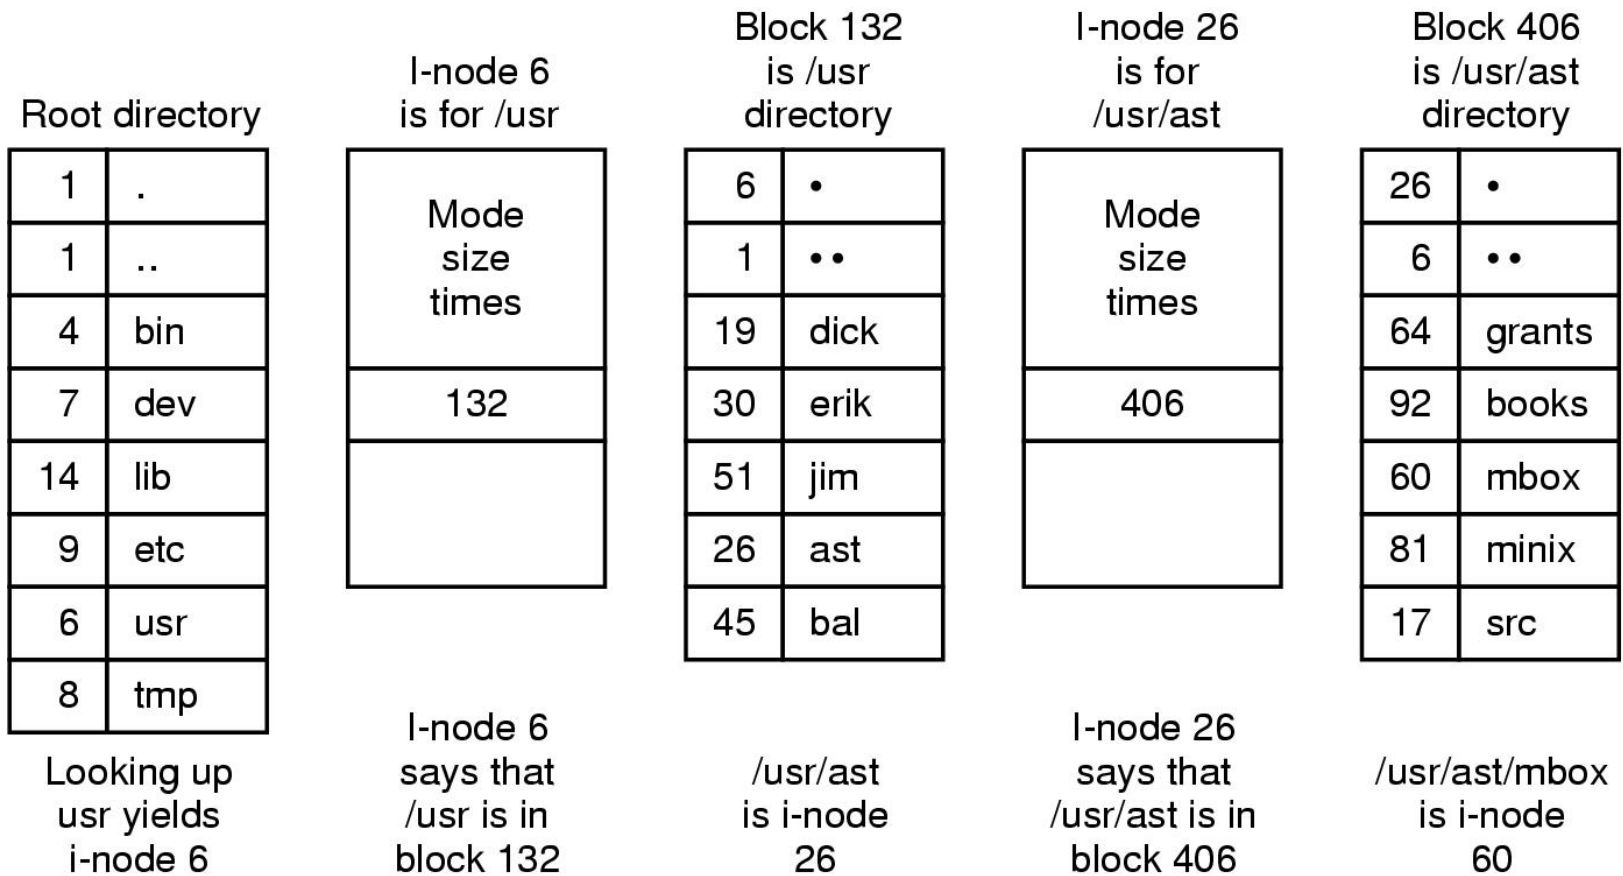 Root directory
1 .
1 ..
4 bin
7 dev
14 lib
9 etc
6 usr
8 tmp
Looking up
usr yields
i-node 6
I-node 6
is for /usr
Mode
size
times
132
I-node 6
says that
/usr is in
block 132
Block 132
is /usr
directory
6 •
1 ••
19 dick
30 erik
51 jim
26 ast
45 bal
/usr/ast
is i-node
26
I-node 26
is for
/usr/ast
Mode
size
times
406
I-node 26
says that
/usr/ast is in
block 406
Block 406
is /usr/ast
directory
26 •
6 ••
64 grants
92 books
60 mbox
81 minix
17 src
/usr/ast/mbox
is i-node
60